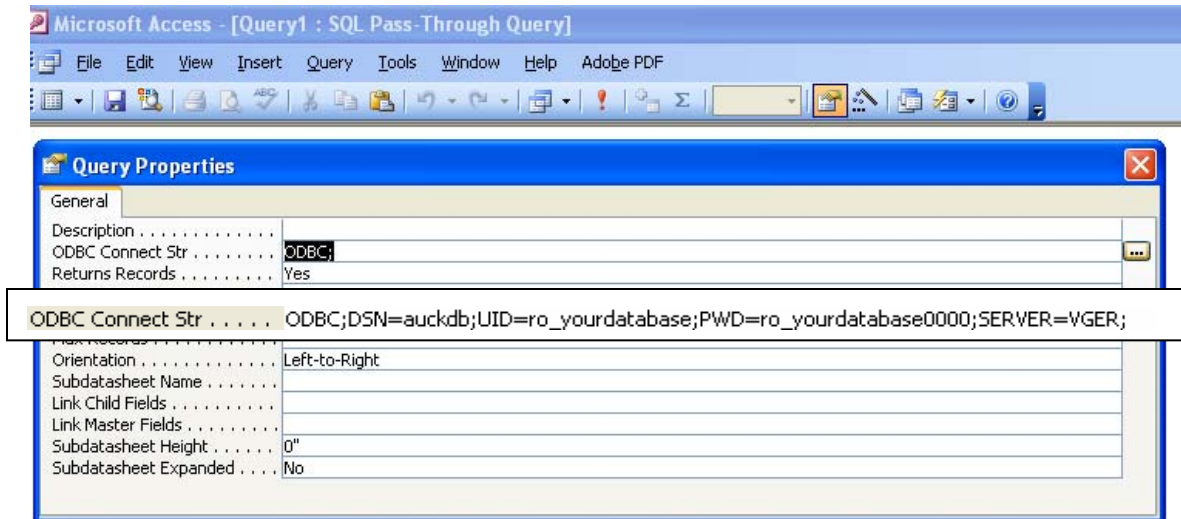 Microsoft Access - [Query1 : SQL Pass-Through Query]
File Edit View Insert Query Tools Window Help Adobe PDF
Query Properties
General
Description . . . . . . . . . . . . .
ODBC Connect Str . . . . . . . . ODBC;
Returns Records . . . . . . . . . Yes
ODBC Connect Str . . . . . ODBC;DSN=auckdb;UID=ro_yourdatabase;PWD=ro_yourdatabase0000;SERVER=VGER;
Max Records . . . . . . . . . . . .
Orientation . . . . . . . . . . . . . Left-to-Right
Subdatasheet Name . . . . . . .
Link Child Fields . . . . . . . . . .
Link Master Fields . . . . . . . . .
Subdatasheet Height . . . . . . 0"
Subdatasheet Expanded . . . . No